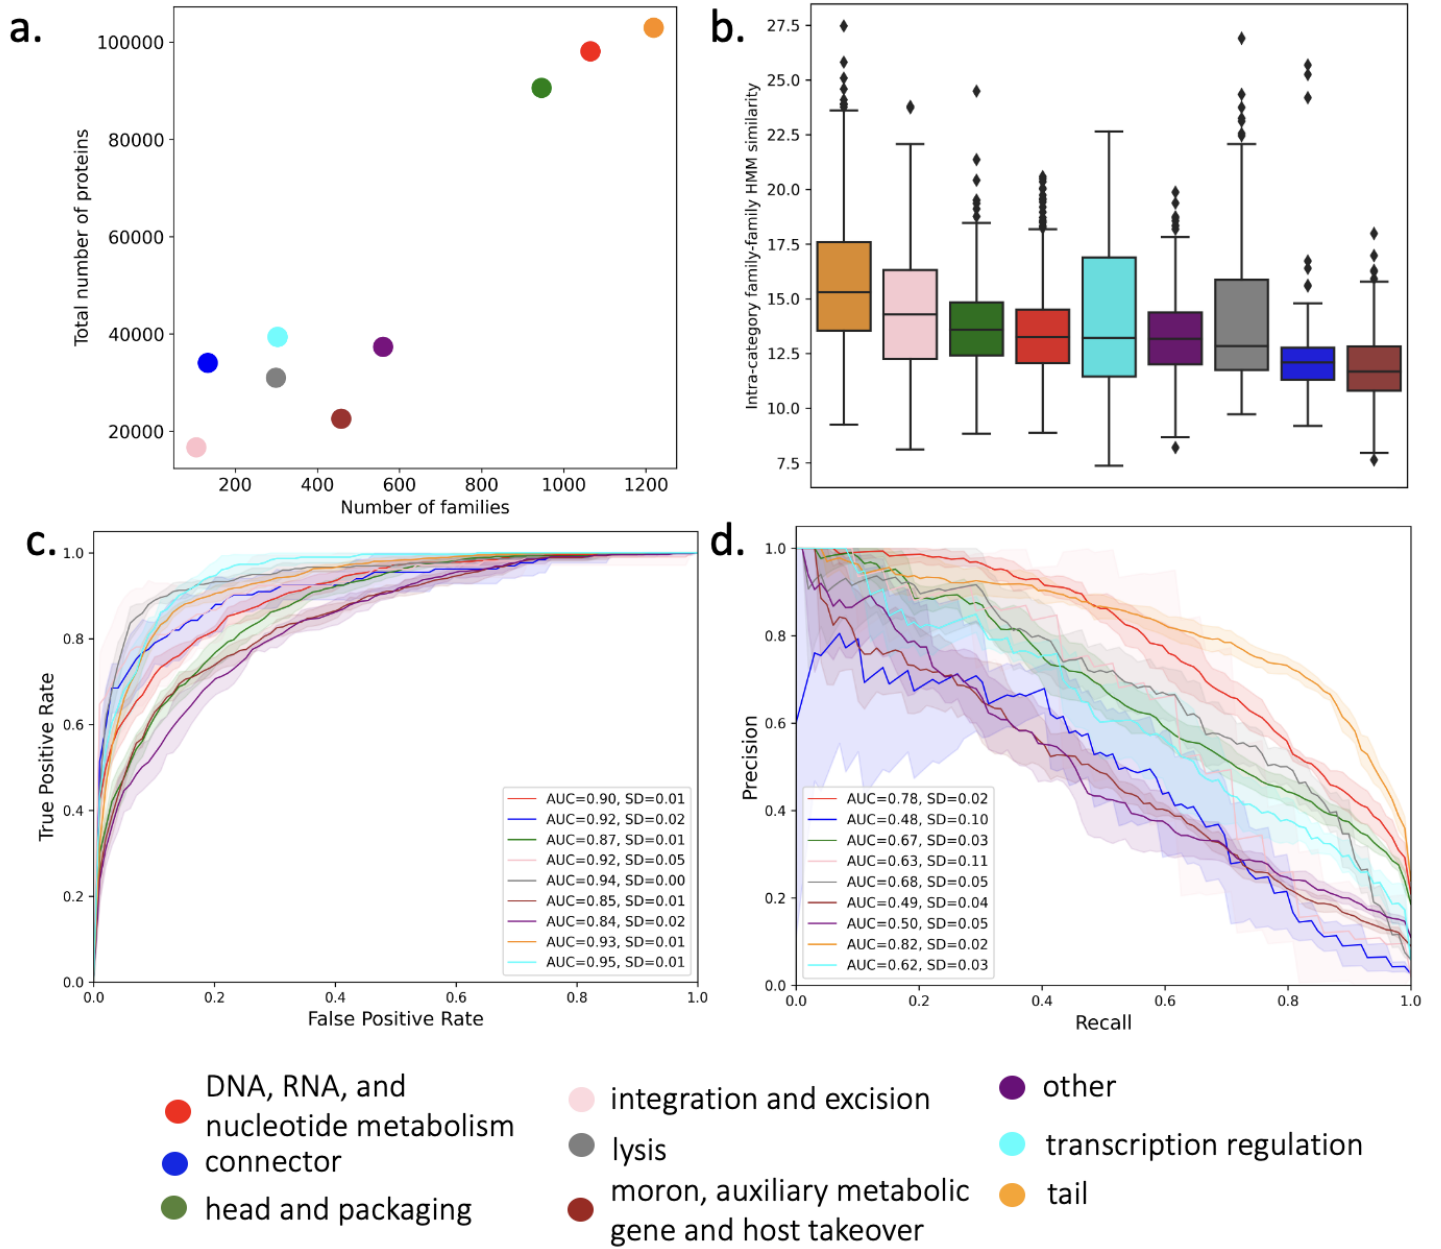 a.
100000
80000
60000
40000
20000
Total number of proteins
200 400 600 800 1000 1200
Number of families
b.
27.5
25.0
22.5
20.0
17.5
15.0
12.5
10.0
7.5
Intra-category family-family HMM similarity
c.
1.0
0.8
0.6
0.4
0.2
0.0
True Positive Rate
AUC=0.90, SD=0.01
AUC=0.92, SD=0.02
AUC=0.87, SD=0.01
AUC=0.92, SD=0.05
AUC=0.94, SD=0.00
AUC=0.85, SD=0.01
AUC=0.84, SD=0.02
AUC=0.93, SD=0.01
AUC=0.95, SD=0.01
0.0 0.2 0.4 0.6 0.8 1.0
False Positive Rate
d.
1.0
0.8
0.6
0.4
0.2
0.0
Precision
AUC=0.78, SD=0.02
AUC=0.48, SD=0.10
AUC=0.67, SD=0.03
AUC=0.63, SD=0.11
AUC=0.68, SD=0.05
AUC=0.49, SD=0.04
AUC=0.50, SD=0.05
AUC=0.82, SD=0.02
AUC=0.62, SD=0.03
0.0 0.2 0.4 0.6 0.8 1.0
Recall
DNA, RNA, and
nucleotide metabolism
connector
head and packaging
integration and excision
lysis
moron, auxiliary metabolic
gene and host takeover
other
transcription regulation
tail